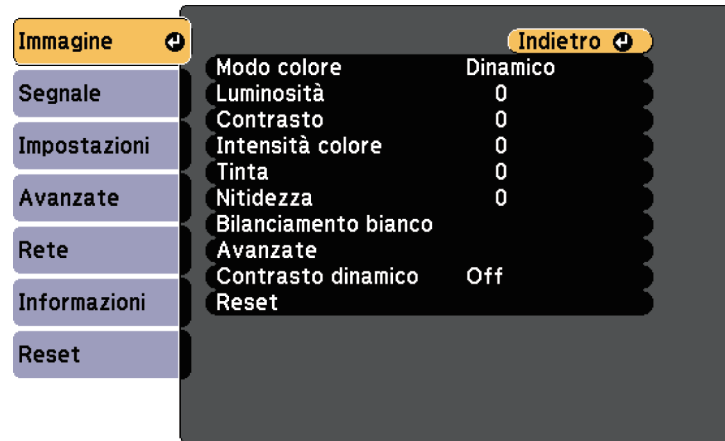 Immagine
Segnale
Impostazioni
Avanzate
Rete
Informazioni
Reset
Indietro
Modo colore Dinamico
Luminosità 0
Contrasto 0
Intensità colore 0
Tinta 0
Nitidezza 0
Bilanciamento bianco
Avanzate
Contrasto dinamico Off
Reset